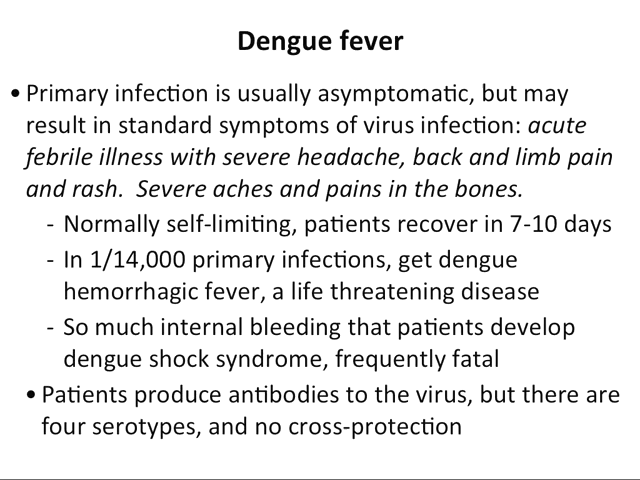 Dengue fever
• Primary infection is usually asymptomatic, but may
result in standard symptoms of virus infection: acute
febrile illness with severe headache, back and limb pain
and rash.  Severe aches and pains in the bones.
- Normally self-limiting, patients recover in 7-10 days
- In 1/14,000 primary infections, get dengue
hemorrhagic fever, a life threatening disease
- So much internal bleeding that patients develop
dengue shock syndrome, frequently fatal
• Patients produce antibodies to the virus, but there are
four serotypes, and no cross-protection